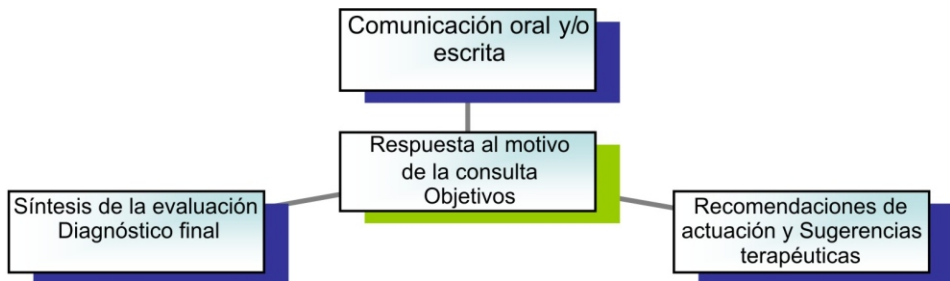 Comunicación oral y/o
escrita
Respuesta al motivo
de la consulta
Objetivos
Síntesis de la evaluación
Diagnóstico final
Recomendaciones de
actuación y Sugerencias
terapéuticas